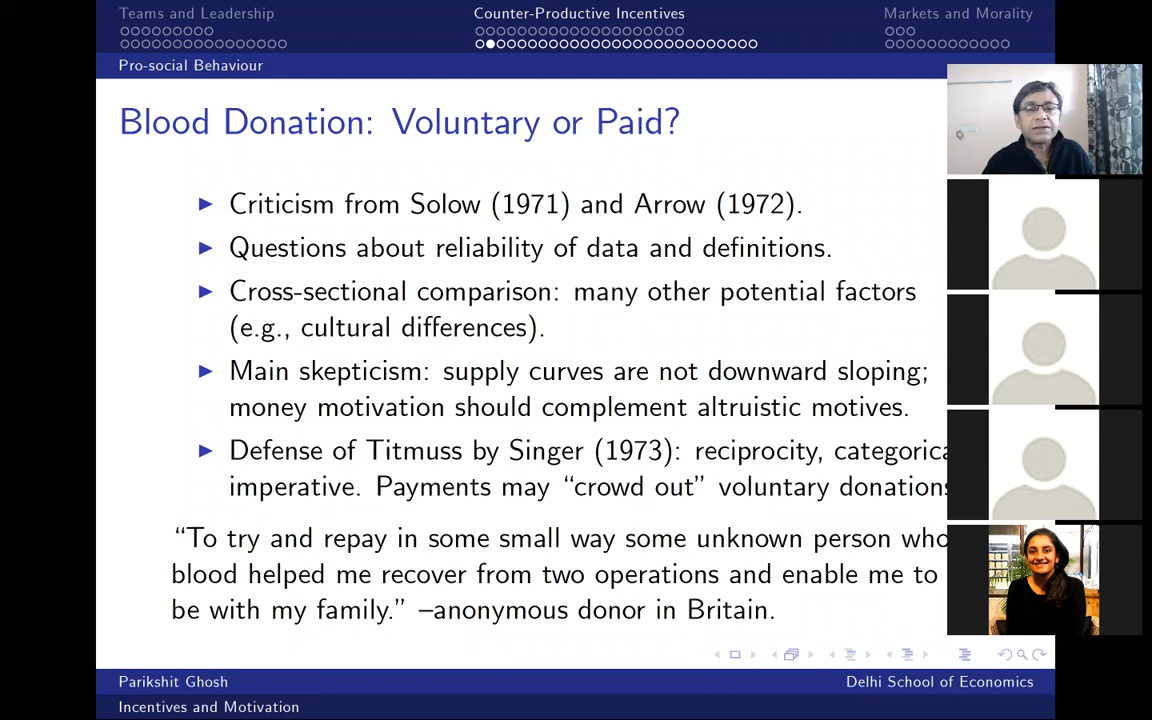 Teams and Leadership Counter-Productive Incentives Markets and Morality
Pro-social Behaviour
Blood Donation: Voluntary or Paid?
Criticism from Solow (1971) and Arrow (1972).
Questions about reliability of data and definitions.
Cross-sectional comparison: many other potential factors
(e.g., cultural differences).
Main skepticism: supply curves are not downward sloping;
money motivation should complement altruistic motives.
Defense of Titmuss by Singer (1973): reciprocity, categorica
imperative. Payments may “crowd out” voluntary donations
“To try and repay in some small way some unknown person who
blood helped me recover from two operations and enable me to
be with my family.” –anonymous donor in Britain.
Parikshit Ghosh Delhi School of Economics
Incentives and Motivation